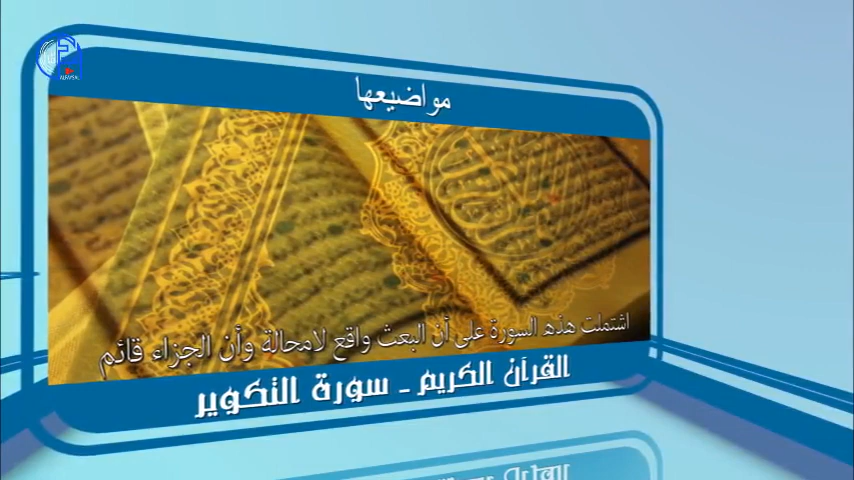 مواضيعها
اشتملت هذه السورة على أن البعث واقع لامحالة وأن الجزاء قائم
القرآن الكريم - سورة التكوير